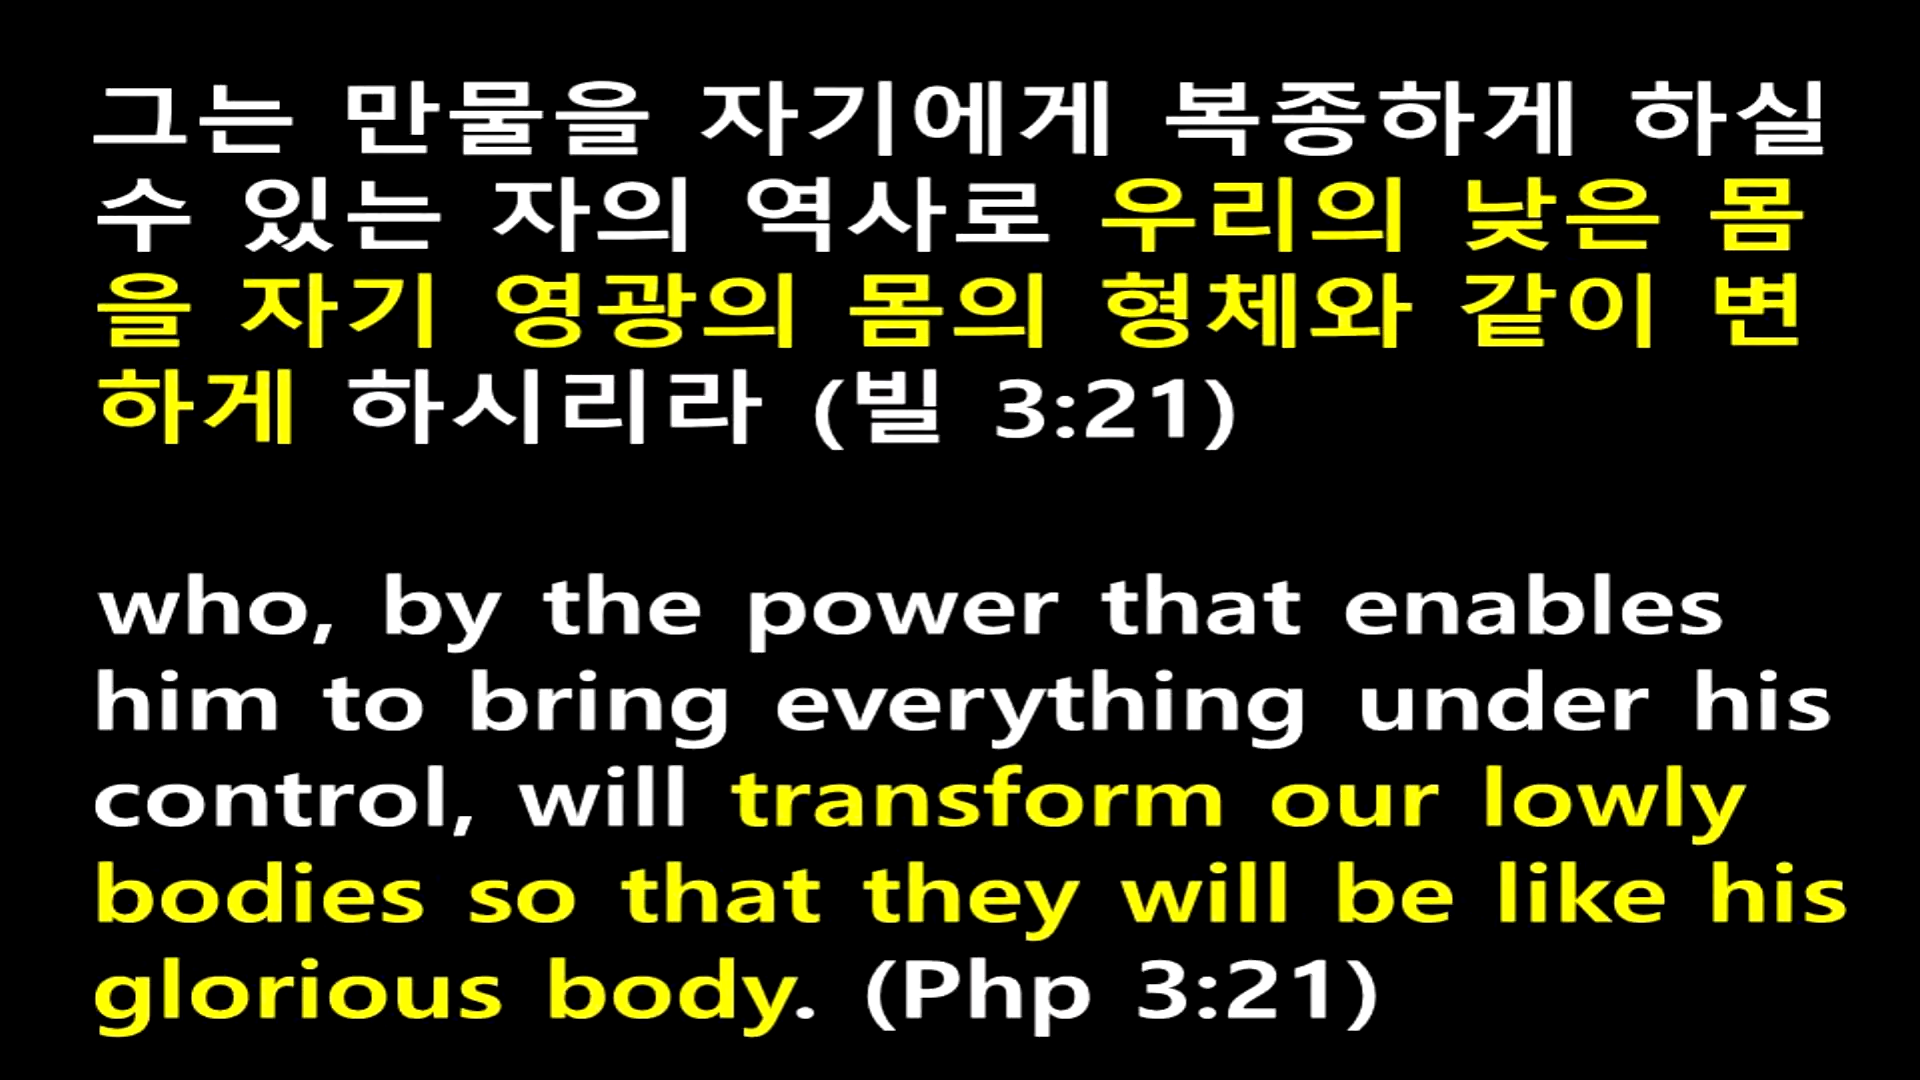 그는 만물을 자기에게 복종하게 하실
수 있는 자의 역사로 우리의 낮은 몸
을 자기 영광의 몸의 형체와 같이 변
하게 하시리라 (빌 3:21)
who, by the power that enables
him to bring everything under his
control, will transform our lowly
bodies so that they will be like his
glorious body. (Php 3:21)